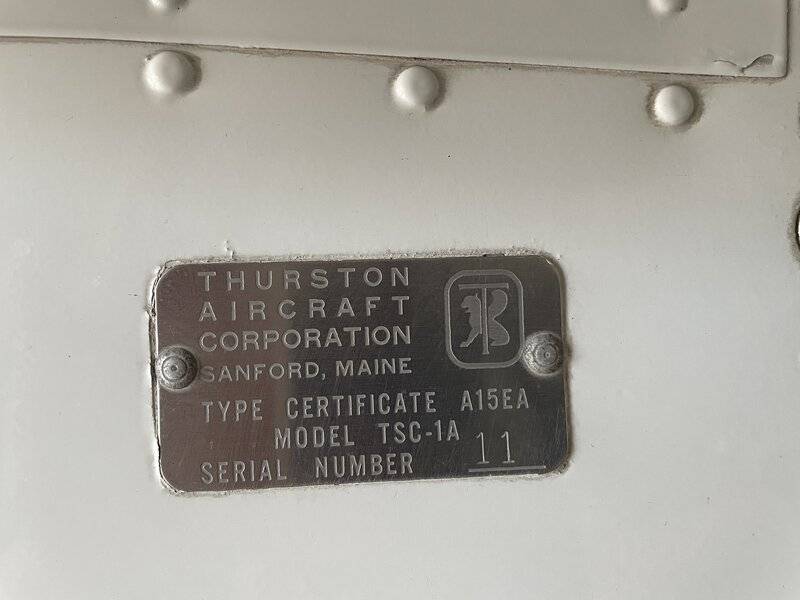 THURSTON
AIRCRAFT
CORPORATION
SANFORD, MAINE
TYPE CERTIFICATE A15EA
MODEL TSC-1A
SERIAL NUMBER 11